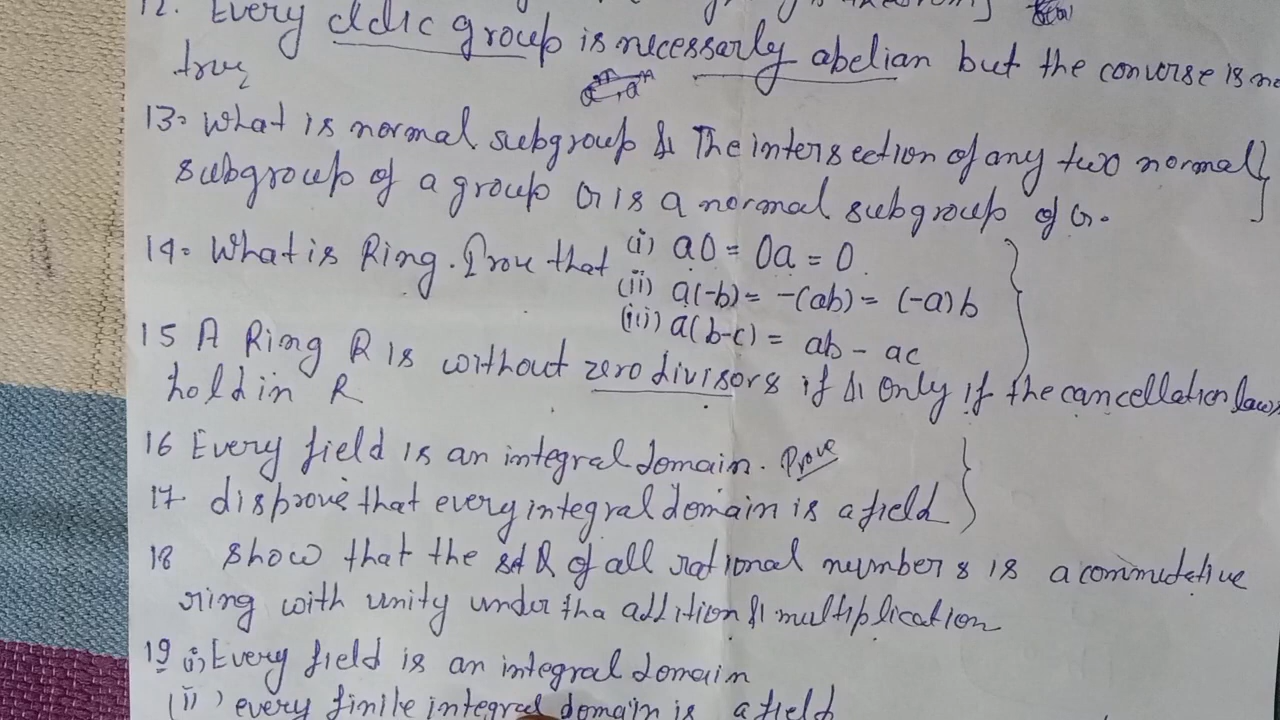 12. Every ciclic group is necessarly abelian but the converse is no
true
13. What is normal subgroup & The intersection of any two normal
subgroup of a group G is a normal subgroup of G.
14. What is Ring. Prove that (i) a0 = 0a = 0.
(ii) a(-b) = -(ab) = (-a)b
(iii) a(b-c) = ab - ac
15 A Ring R is without zero divisors if & only if the cancellation laws
hold in R
16 Every field is an integral domain. Prove
17 disprove that every integral domain is a field
18 Show that the set Q of all rational numbers is a commutative
ring with unity under tha addition & multiplication
19 (i) Every field is an integral domain
(ii) every finite integral domain is a field